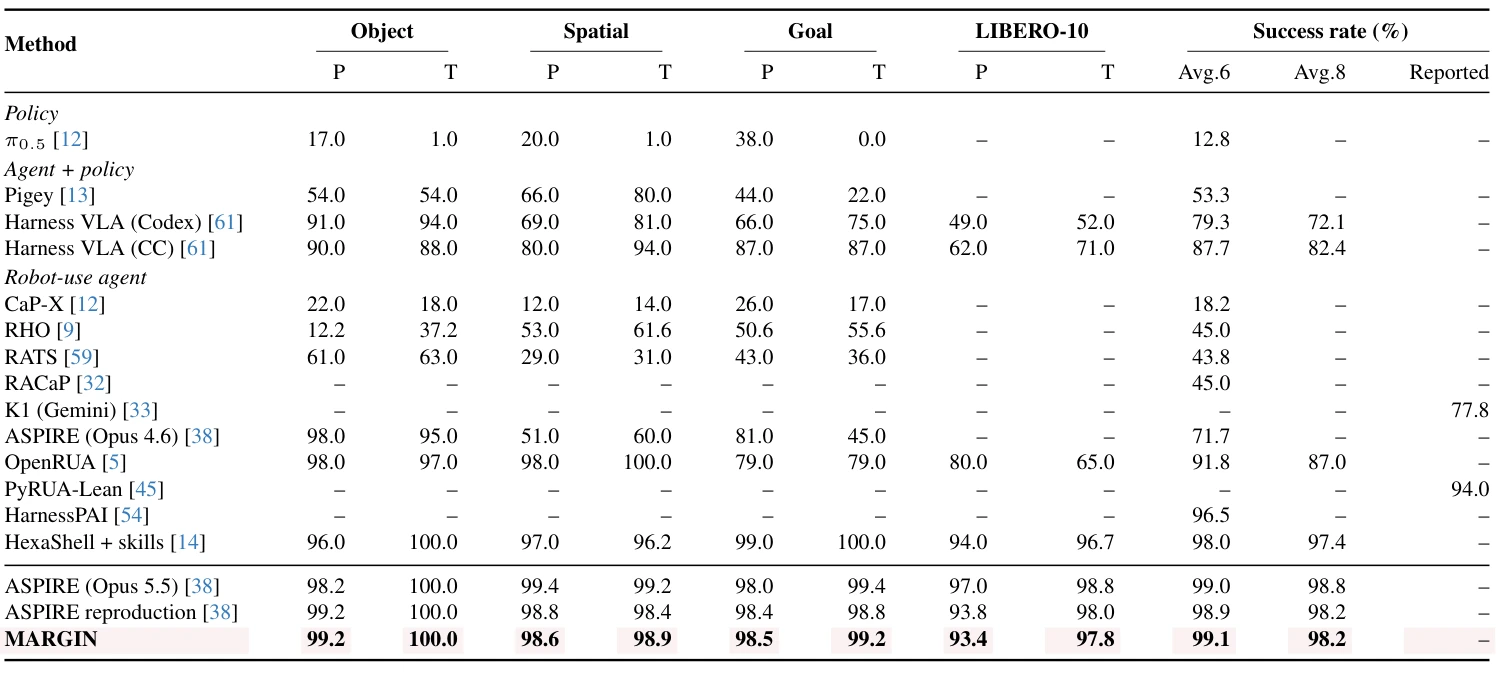 Method Object Spatial Goal LIBERO-10 Success rate (%)
P T P T P T P T Avg.6 Avg.8 Reported
Policy
π0.5 [12] 17.0 1.0 20.0 1.0 38.0 0.0 – – 12.8 – –
Agent + policy
Pigey [13] 54.0 54.0 66.0 80.0 44.0 22.0 – – 53.3 – –
Harness VLA (Codex) [61] 91.0 94.0 69.0 81.0 66.0 75.0 49.0 52.0 79.3 72.1 –
Harness VLA (CC) [61] 90.0 88.0 80.0 94.0 87.0 87.0 62.0 71.0 87.7 82.4 –
Robot-use agent
CaP-X [12] 22.0 18.0 12.0 14.0 26.0 17.0 – – 18.2 – –
RHO [9] 12.2 37.2 53.0 61.6 50.6 55.6 – – 45.0 – –
RATS [59] 61.0 63.0 29.0 31.0 43.0 36.0 – – 43.8 – –
RACaP [32] – – – – – – – – 45.0 – –
K1 (Gemini) [33] – – – – – – – – – – 77.8
ASPIRE (Opus 4.6) [38] 98.0 95.0 51.0 60.0 81.0 45.0 – – 71.7 – –
OpenRUA [5] 98.0 97.0 98.0 100.0 79.0 79.0 80.0 65.0 91.8 87.0 –
PyRUA-Lean [45] – – – – – – – – – – 94.0
HarnessPAI [54] – – – – – – – – 96.5 – –
HexaShell + skills [14] 96.0 100.0 97.0 96.2 99.0 100.0 94.0 96.7 98.0 97.4 –
ASPIRE (Opus 5.5) [38] 98.2 100.0 99.4 99.2 98.0 99.4 97.0 98.8 99.0 98.8 –
ASPIRE reproduction [38] 99.2 100.0 98.8 98.4 98.4 98.8 93.8 98.0 98.9 98.2 –
MARGIN 99.2 100.0 98.6 98.9 98.5 99.2 93.4 97.8 99.1 98.2 –